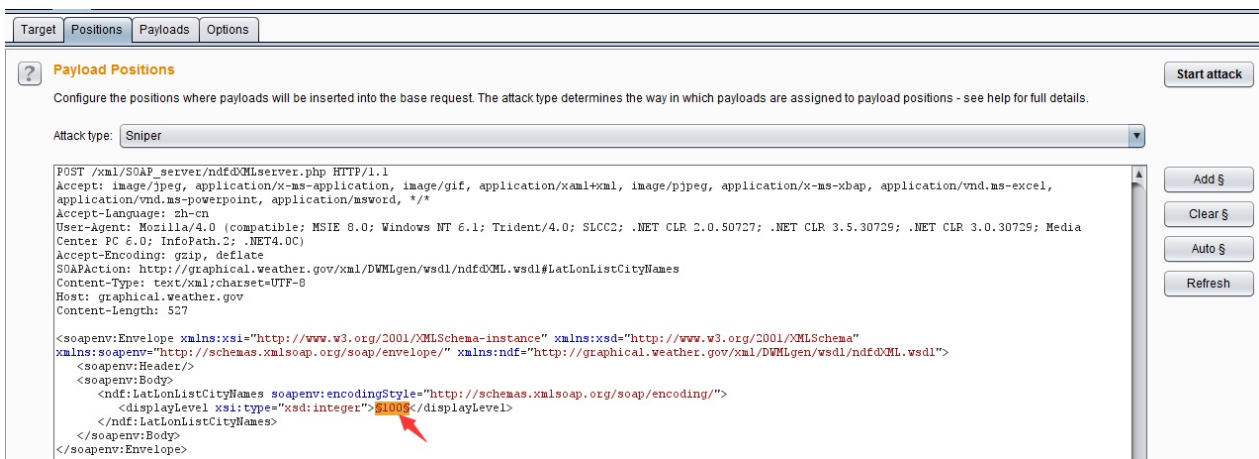 Target Positions Payloads Options
? Payload Positions
Start attack
Configure the positions where payloads will be inserted into the base request. The attack type determines the way in which payloads are assigned to payload positions - see help for full details.
Attack type: Sniper
POST /xml/SOAP_server/ndfdXMLserver.php HTTP/1.1
Accept: image/jpeg, application/x-ms-application, image/gif, application/xaml+xml, image/pjpeg, application/x-ms-xbap, application/vnd.ms-excel,
application/vnd.ms-powerpoint, application/msword, */*
Accept-Language: zh-cn
User-Agent: Mozilla/4.0 (compatible; MSIE 8.0; Windows NT 6.1; Trident/4.0; SLCC2; .NET CLR 2.0.50727; .NET CLR 3.5.30729; .NET CLR 3.0.30729; Media
Center PC 6.0; InfoPath.2; .NET4.0C)
Accept-Encoding: gzip, deflate
SOAPAction: http://graphical.weather.gov/xml/DWMLgen/wsdl/ndfdXML.wsdl#LatLonListCityNames
Content-Type: text/xml;charset=UTF-8
Host: graphical.weather.gov
Content-Length: 527
<soapenv:Envelope xmlns:xsi="http://www.w3.org/2001/XMLSchema-instance" xmlns:xsd="http://www.w3.org/2001/XMLSchema"
xmlns:soapenv="http://schemas.xmlsoap.org/soap/envelope/" xmlns:ndf="http://graphical.weather.gov/xml/DWMLgen/wsdl/ndfdXML.wsdl">
<soapenv:Header/>
<soapenv:Body>
<ndf:LatLonListCityNames soapenv:encodingStyle="http://schemas.xmlsoap.org/soap/encoding/">
<displayLevel xsi:type="xsd:integer">§100§</displayLevel>
</ndf:LatLonListCityNames>
</soapenv:Body>
</soapenv:Envelope>
Add §
Clear §
Auto §
Refresh